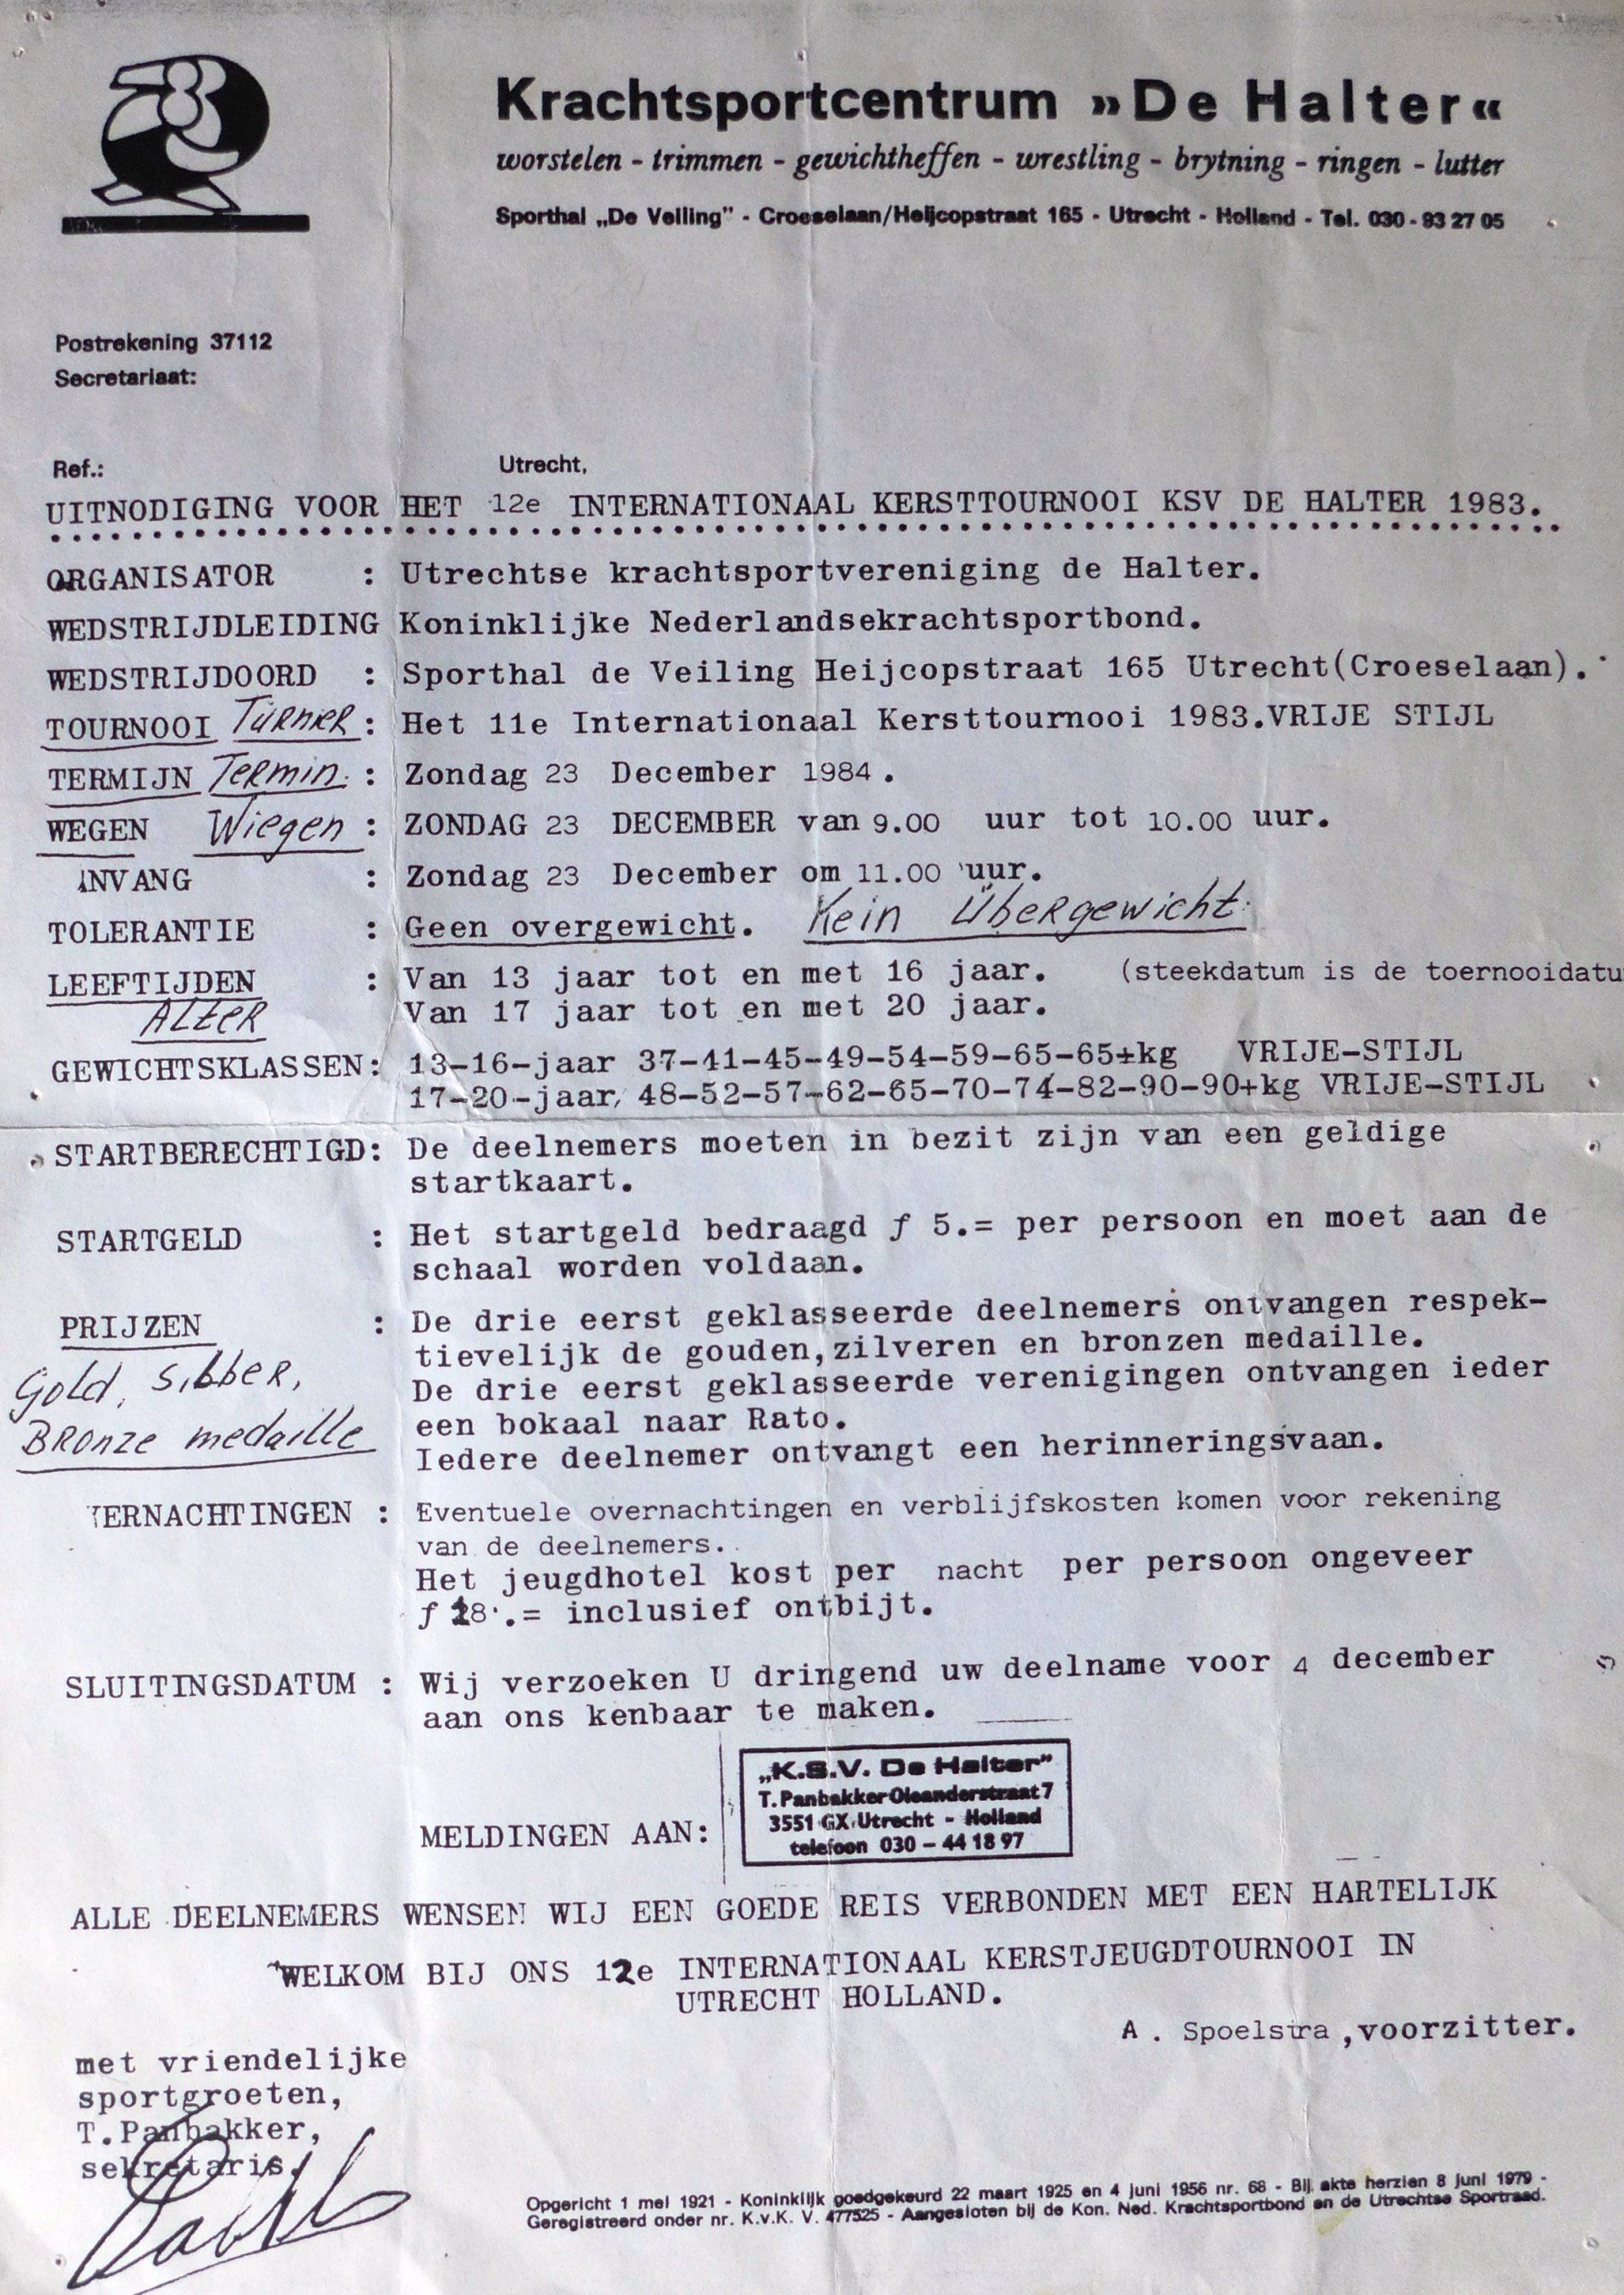 Krachtsportcentrum »De Halter«
worstelen - trimmen - gewichtheffen - wrestling - brytning - ringen - lutter
Sporthal „De Veiling” - Croeselaan/Heijcopstraat 165 - Utrecht - Holland - Tel. 030 - 93 27 05
Postrekening 37112
Secretariaat:
Ref.:
Utrecht,
UITNODIGING VOOR HET 12e INTERNATIONAAL KERSTTOURNOOI KSV DE HALTER 1983.
ORGANISATOR : Utrechtse krachtsportvereniging de Halter.
WEDSTRIJDLEIDING Koninklijke Nederlandsekrachtsportbond.
WEDSTRIJDOORD : Sporthal de Veiling Heijcopstraat 165 Utrecht(Croeselaan).
TOURNOOI Turnier : Het 11e Internationaal Kersttournooi 1983.VRIJE STIJL
TERMIJN Termin. : Zondag 23 December 1984.
WEGEN Wiegen : ZONDAG 23 DECEMBER van 9.00 uur tot 10.00 uur.
ANVANG : Zondag 23 December om 11.00 uur.
TOLERANTIE : Geen overgewicht. Kein Übergewicht.
LEEFTIJDEN : Van 13 jaar tot en met 16 jaar. (steekdatum is de toernooidatu
ALTER Van 17 jaar tot en met 20 jaar.
GEWICHTSKLASSEN: 13-16-jaar 37-41-45-49-54-59-65-65+kg VRIJE-STIJL
17-20-jaar, 48-52-57-62-65-70-74-82-90-90+kg VRIJE-STIJL
STARTBERECHTIGD: De deelnemers moeten in bezit zijn van een geldige
startkaart.
STARTGELD : Het startgeld bedraagd ƒ 5.= per persoon en moet aan de
schaal worden voldaan.
PRIJZEN : De drie eerst geklasseerde deelnemers ontvangen respek-
tievelijk de gouden,zilveren en bronzen medaille.
Gold, Silber, De drie eerst geklasseerde verenigingen ontvangen ieder
Bronze medaille een bokaal naar Rato.
Iedere deelnemer ontvangt een herinneringsvaan.
VERNACHTINGEN : Eventuele overnachtingen en verblijfskosten komen voor rekening
van de deelnemers.
Het jeugdhotel kost per nacht per persoon ongeveer
ƒ 18.= inclusief ontbijt.
SLUITINGSDATUM : Wij verzoeken U dringend uw deelname voor 4 december
aan ons kenbaar te maken.
MELDINGEN AAN:
„K.S.V. De Halter”
T. Panbakker Oleanderstraat 7
3551 GX Utrecht - Holland
telefoon 030 - 44 18 97
ALLE DEELNEMERS WENSEN WIJ EEN GOEDE REIS VERBONDEN MET EEN HARTELIJK
WELKOM BIJ ONS 12e INTERNATIONAAL KERSTJEUGDTOURNOOI IN
UTRECHT HOLLAND.
A. Spoelstra, voorzitter.
met vriendelijke
sportgroeten,
T.Panbakker,
sekretaris.
Opgericht 1 mei 1921 - Koninklijk goedgekeurd 22 maart 1925 en 4 juni 1956 nr. 68 - Bij akte herzien 8 juni 1979 -
Geregistreerd onder nr. K.v.K. V. 477525 - Aangesloten bij de Kon. Ned. Krachtsportbond en de Utrechtse Sportraad.